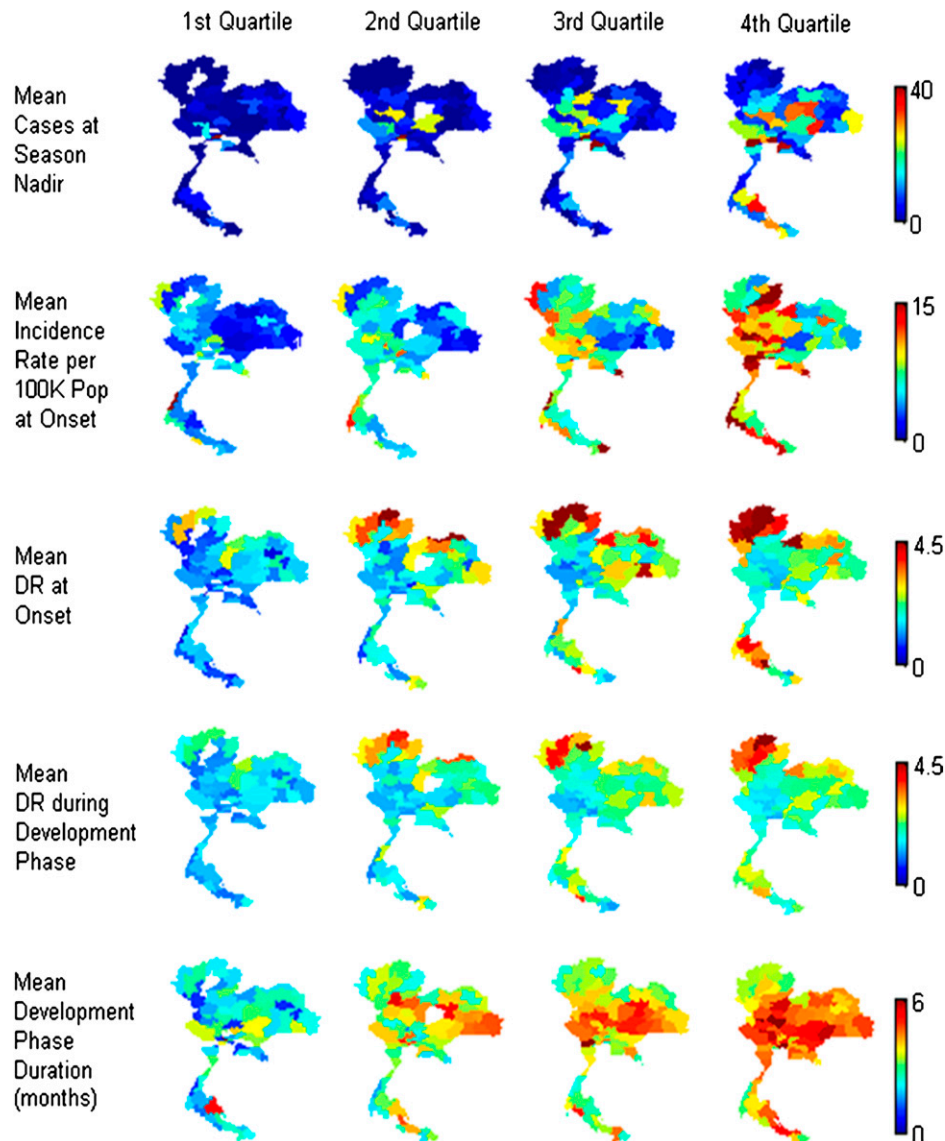 1st Quartile 2nd Quartile 3rd Quartile 4th Quartile
Mean
Cases at
Season
Nadir
40
0
Mean
Incidence
Rate per
100K Pop
at Onset
15
0
Mean
DR at
Onset
4.5
0
Mean
DR during
Development
Phase
4.5
0
Mean
Development
Phase
Duration
(months)
6
0